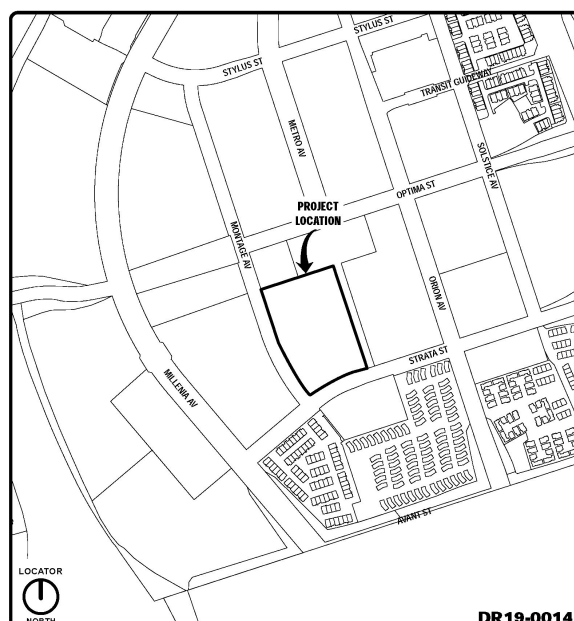 STYLUS ST
STYLUS ST
TRANSIT GUIDEWAY
METRO AV
SOLSTICE AV
OPTIMA ST
PROJECT
LOCATION
MONTAGE AV
ORION AV
STRATA ST
MILLENIA AV
AVANT ST
LOCATOR
NORTH
DR19-0014